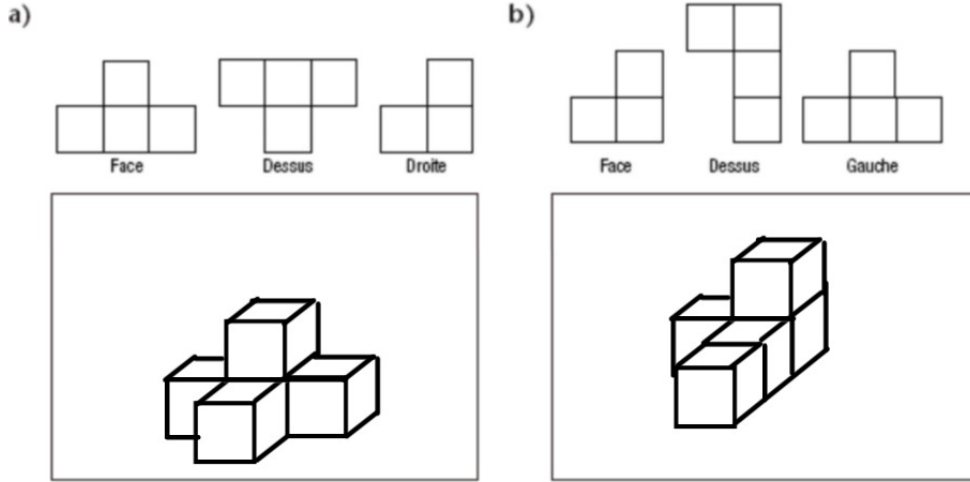 a)
Face
Dessus
Droite
b)
Face
Dessus
Gauche